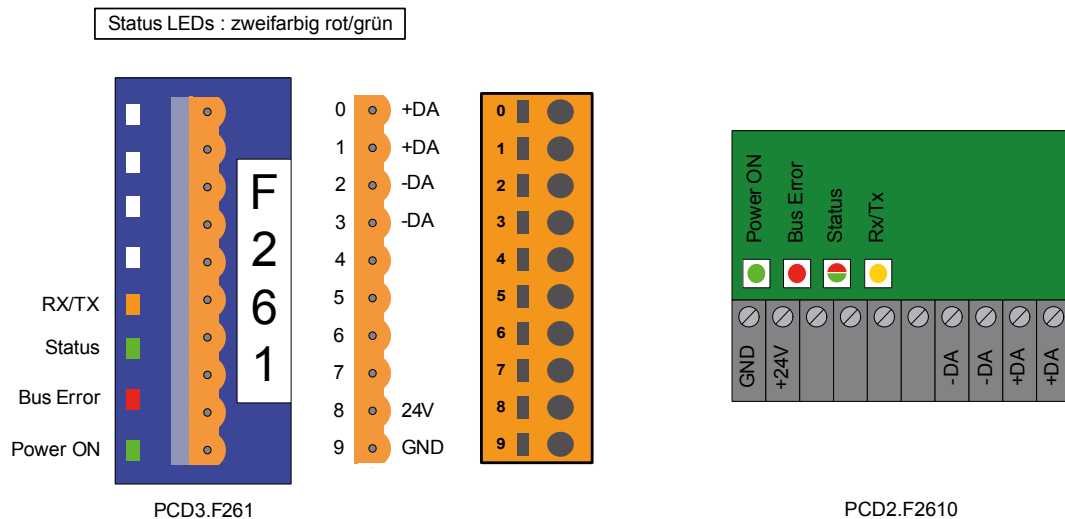 Status LEDs : zweifarbig rot/grün
RX/TX
Status
Bus Error
Power ON
F
2
6
1
PCD3.F261
0 +DA
1 +DA
2 -DA
3 -DA
4
5
6
7
8 24V
9 GND
0
1
2
3
4
5
6
7
8
9
Power ON
Bus Error
Status
Rx/Tx
GND
+24V
-DA
-DA
+DA
+DA
PCD2.F2610